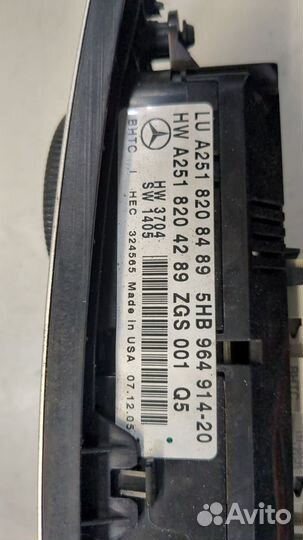 LU A251 820 84 89 5HB 964 914-20
HW A251 820 42 89 ZGS 001 Q5
HW 3704
SW 1405
BHTC I HEC 324565 Made in USA 07.12.05
Avito